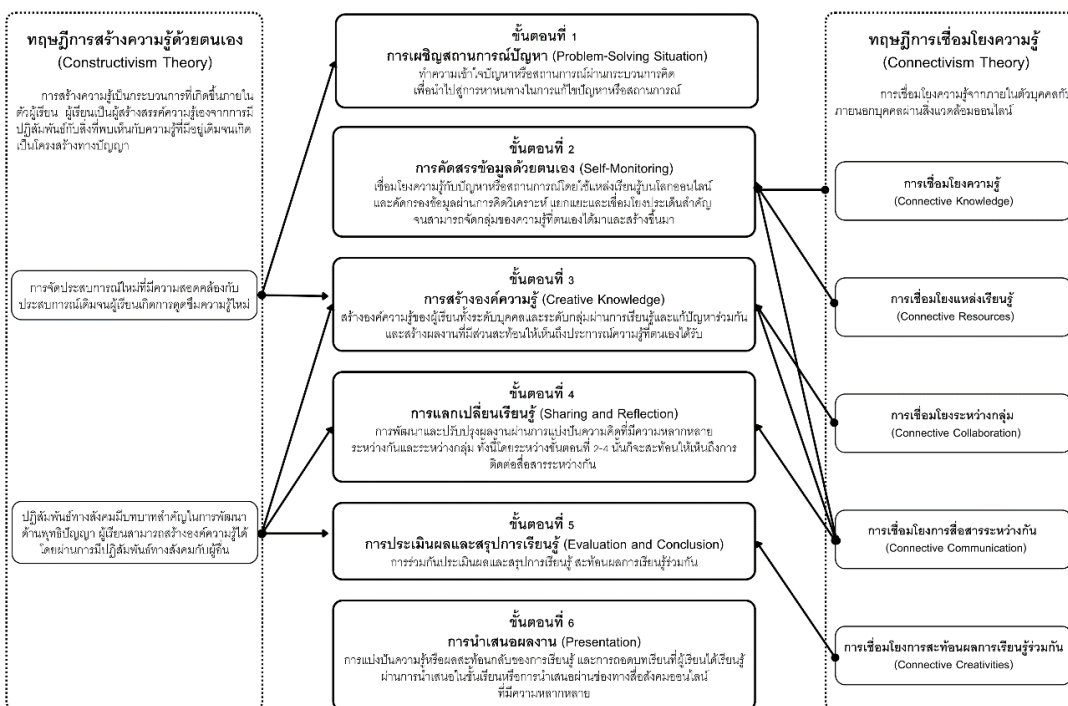 ทฤษฎีการสร้างความรู้ด้วยตนเอง
(Constructivism Theory)
การสร้างความรู้เป็นกระบวนการที่เกิดขึ้นภายใน
ตัวผู้เรียน ผู้เรียนเป็นผู้สร้างสรรค์ความรู้เองจากการมี
ปฏิสัมพันธ์กับสิ่งที่พบเห็นกับความรู้ที่มีอยู่เดิมจนเกิด
เป็นโครงสร้างทางปัญญา
การจัดประสบการณ์ใหม่ที่มีความสอดคล้องกับ
ประสบการณ์เดิมจนผู้เรียนเกิดการดูดซึมความรู้ใหม่
ปฏิสัมพันธ์ทางสังคมมีบทบาทสำคัญในการพัฒนา
ด้านพุทธิปัญญา ผู้เรียนสามารถสร้างองค์ความรู้ได้
โดยผ่านการมีปฏิสัมพันธ์ทางสังคมกับผู้อื่น
ขั้นตอนที่ 1
การเผชิญสถานการณ์ปัญหา (Problem-Solving Situation)
ทำความเข้าใจปัญหาหรือสถานการณ์ผ่านกระบวนการคิด
เพื่อนำไปสู่การหาหนทางในการแก้ไขปัญหาหรือสถานการณ์
ขั้นตอนที่ 2
การคัดสรรข้อมูลด้วยตนเอง (Self-Monitoring)
เชื่อมโยงความรู้กับปัญหาหรือสถานการณ์โดยใช้แหล่งเรียนรู้บนโลกออนไลน์
และคัดกรองข้อมูลผ่านการคิดวิเคราะห์ แยกแยะและเชื่อมโยงประเด็นสำคัญ
จนสามารถจัดกลุ่มของความรู้ที่ตนเองได้มาและสร้างขึ้นมา
ขั้นตอนที่ 3
การสร้างองค์ความรู้ (Creative Knowledge)
สร้างองค์ความรู้ของผู้เรียนทั้งระดับบุคคลและระดับกลุ่มผ่านการเรียนรู้และแก้ปัญหาร่วมกัน
และสร้างผลงานที่มีส่วนสะท้อนให้เห็นถึงประการณ์ความรู้ที่ตนเองได้รับ
ขั้นตอนที่ 4
การแลกเปลี่ยนเรียนรู้ (Sharing and Reflection)
การพัฒนาและปรับปรุงผลงานผ่านการแบ่งปันความคิดที่มีความหลากหลาย
ระหว่างกันและระหว่างกลุ่ม ทั้งนี้โดยระหว่างขั้นตอนที่ 2-4 นั้นก็จะสะท้อนให้เห็นถึงการ
ติดต่อสื่อสารระหว่างกัน
ขั้นตอนที่ 5
การประเมินผลและสรุปการเรียนรู้ (Evaluation and Conclusion)
การร่วมกันประเมินผลและสรุปการเรียนรู้ สะท้อนผลการเรียนรู้ร่วมกัน
ขั้นตอนที่ 6
การนำเสนอผลงาน (Presentation)
การแบ่งปันความรู้หรือผลสะท้อนกลับของการเรียนรู้ และการถอดบทเรียนที่ผู้เรียนได้เรียนรู้
ผ่านการนำเสนอในชั้นเรียนหรือการนำเสนอผ่านช่องทางสื่อสังคมออนไลน์
ที่มีความหลากหลาย
ทฤษฎีการเชื่อมโยงความรู้
(Connectivism Theory)
การเชื่อมโยงความรู้จากภายในตัวบุคคลกับ
ภายนอกบุคคลผ่านสิ่งแวดล้อมออนไลน์
การเชื่อมโยงความรู้
(Connective Knowledge)
การเชื่อมโยงแหล่งเรียนรู้
(Connective Resources)
การเชื่อมโยงระหว่างกลุ่ม
(Connective Collaboration)
การเชื่อมโยงการสื่อสารระหว่างกัน
(Connective Communication)
การเชื่อมโยงการสะท้อนผลการเรียนรู้ร่วมกัน
(Connective Creativities)